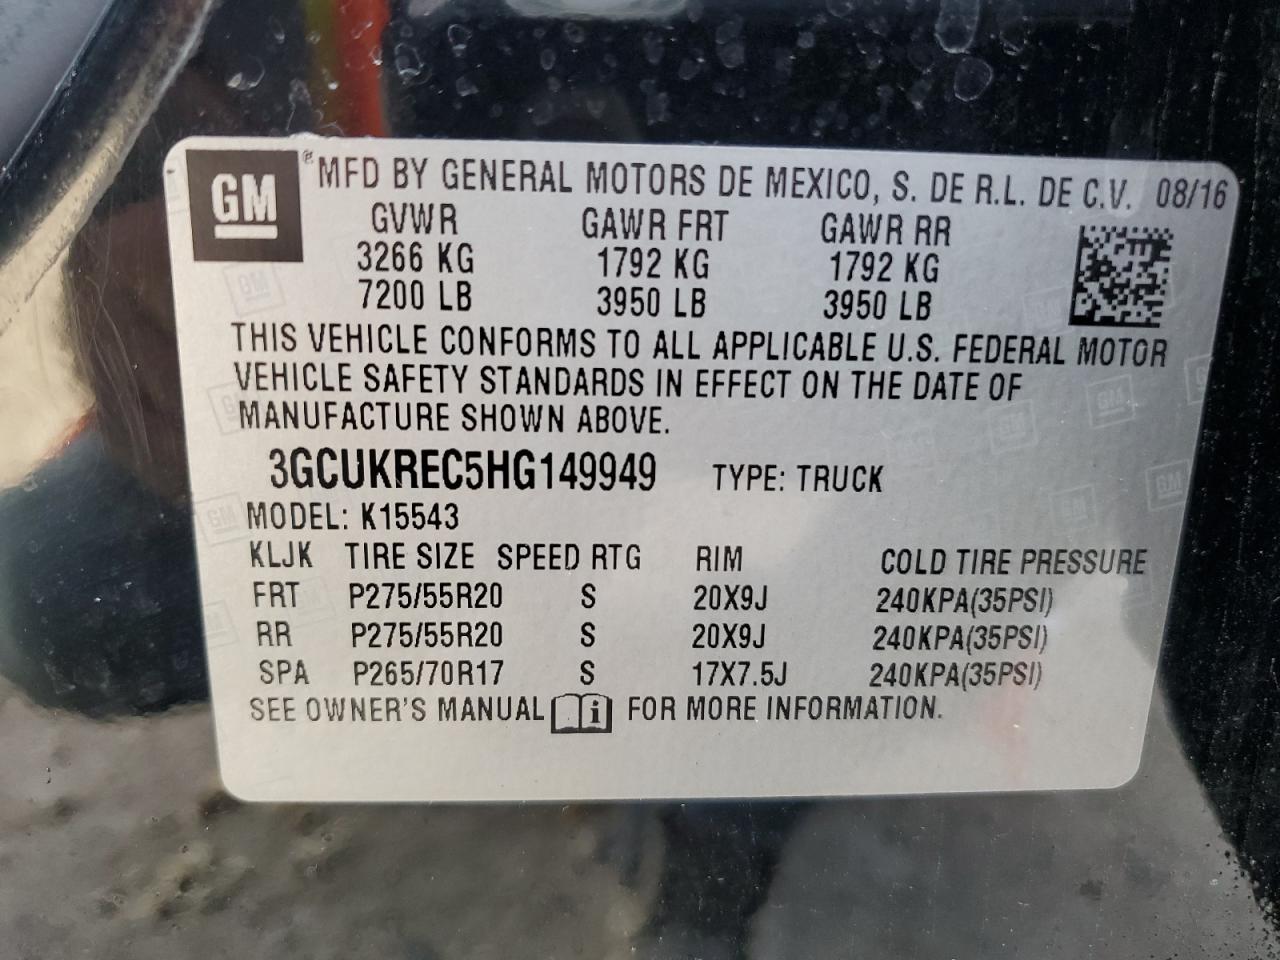 GM ® MFD BY GENERAL MOTORS DE MEXICO, S. DE R.L. DE C.V. 08/16
GVWR GAWR FRT GAWR RR
3266 KG 1792 KG 1792 KG
7200 LB 3950 LB 3950 LB
THIS VEHICLE CONFORMS TO ALL APPLICABLE U.S. FEDERAL MOTOR
VEHICLE SAFETY STANDARDS IN EFFECT ON THE DATE OF
MANUFACTURE SHOWN ABOVE.
3GCUKREC5HG149949 TYPE: TRUCK
MODEL: K15543
KLJK TIRE SIZE SPEED RTG RIM COLD TIRE PRESSURE
FRT P275/55R20 S 20X9J 240KPA(35PSI)
RR P275/55R20 S 20X9J 240KPA(35PSI)
SPA P265/70R17 S 17X7.5J 240KPA(35PSI)
SEE OWNER'S MANUAL i FOR MORE INFORMATION.